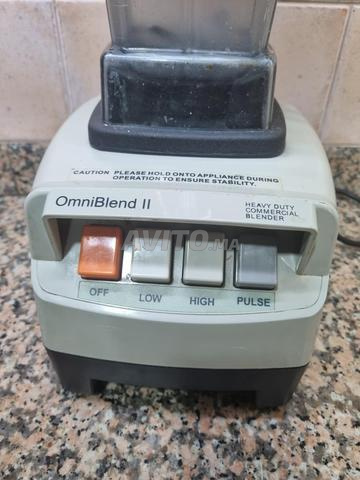 CAUTION PLEASE HOLD ONTO APPLIANCE DURING
OPERATION TO ENSURE STABILITY.
OmniBlend II
HEAVY DUTY
COMMERCIAL
BLENDER
AVITO.ma
OFF LOW HIGH PULSE